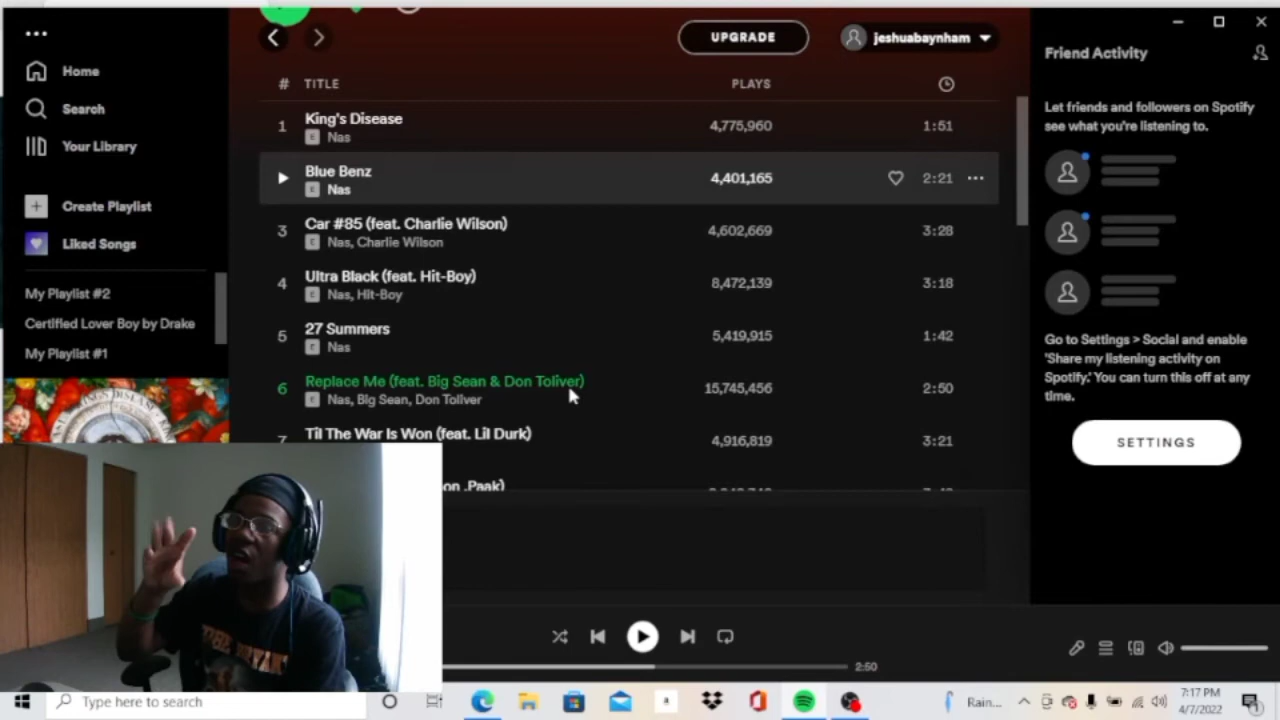 UPGRADE
jeshuabaynham
Home
Search
Your Library
Create Playlist
Liked Songs
My Playlist #2
Certified Lover Boy by Drake
My Playlist #1
# TITLE PLAYS
1 King's Disease 4,775,960 1:51
E Nas
Blue Benz 4,401,165 2:21
E Nas
3 Car #85 (feat. Charlie Wilson) 4,602,669 3:28
E Nas, Charlie Wilson
4 Ultra Black (feat. Hit-Boy) 8,472,139 3:18
E Nas, Hit-Boy
5 27 Summers 5,419,915 1:42
E Nas
6 Replace Me (feat. Big Sean & Don Toliver) 15,745,456 2:50
E Nas, Big Sean, Don Toliver
7 Til The War Is Won (feat. Lil Durk) 4,916,819 3:21
on .Paak)
Friend Activity
Let friends and followers on Spotify
see what you're listening to.
Go to Settings > Social and enable
'Share my listening activity on
Spotify.' You can turn this off at any
time.
SETTINGS
2:50
Type here to search
Rain...
7:17 PM
4/7/2022